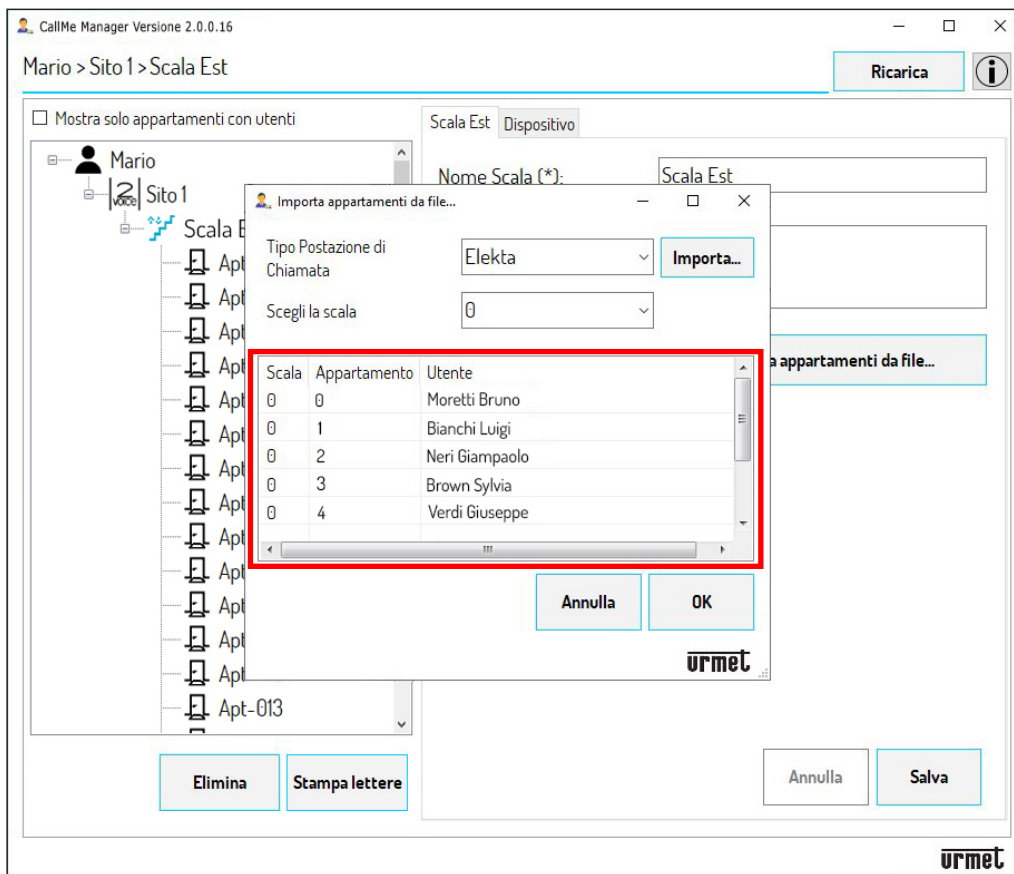 CallMe Manager Versione 2.0.0.16
Mario > Sito 1 > Scala Est
Ricarica
Mostra solo appartamenti con utenti
Scala Est
Dispositivo
Mario
2 voice
Sito 1
Scala E
Nome Scala (*):
Scala Est
Importa appartamenti da file...
Tipo Postazione di
Chiamata
Elekta
Importa...
Scegli la scala
0
a appartamenti da file...
Scala Appartamento Utente
0 0 Moretti Bruno
0 1 Bianchi Luigi
0 2 Neri Giampaolo
0 3 Brown Sylvia
0 4 Verdi Giuseppe
Annulla
OK
urmet
Apt
Apt
Apt
Apt
Apt
Apt
Apt
Apt
Apt
Apt
Apt
Apt
Apt
Apt-013
Elimina
Stampa lettere
Annulla
Salva
urmet